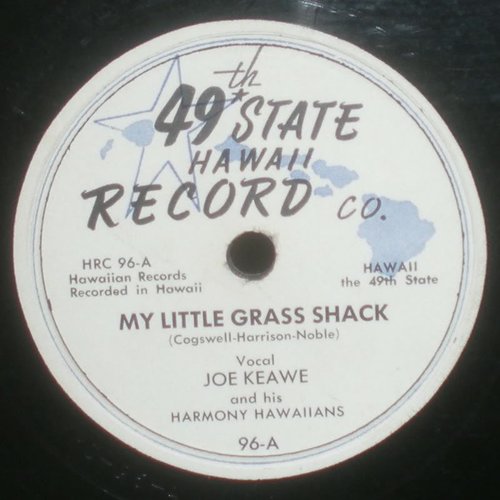 49th STATE
HAWAII
RECORD CO.
HRC 96-A
Hawaiian Records
Recorded in Hawaii
HAWAII
the 49th State
MY LITTLE GRASS SHACK
(Cogswell-Harrison-Noble)
Vocal
JOE KEAWE
and his
HARMONY HAWAIIANS
96-A